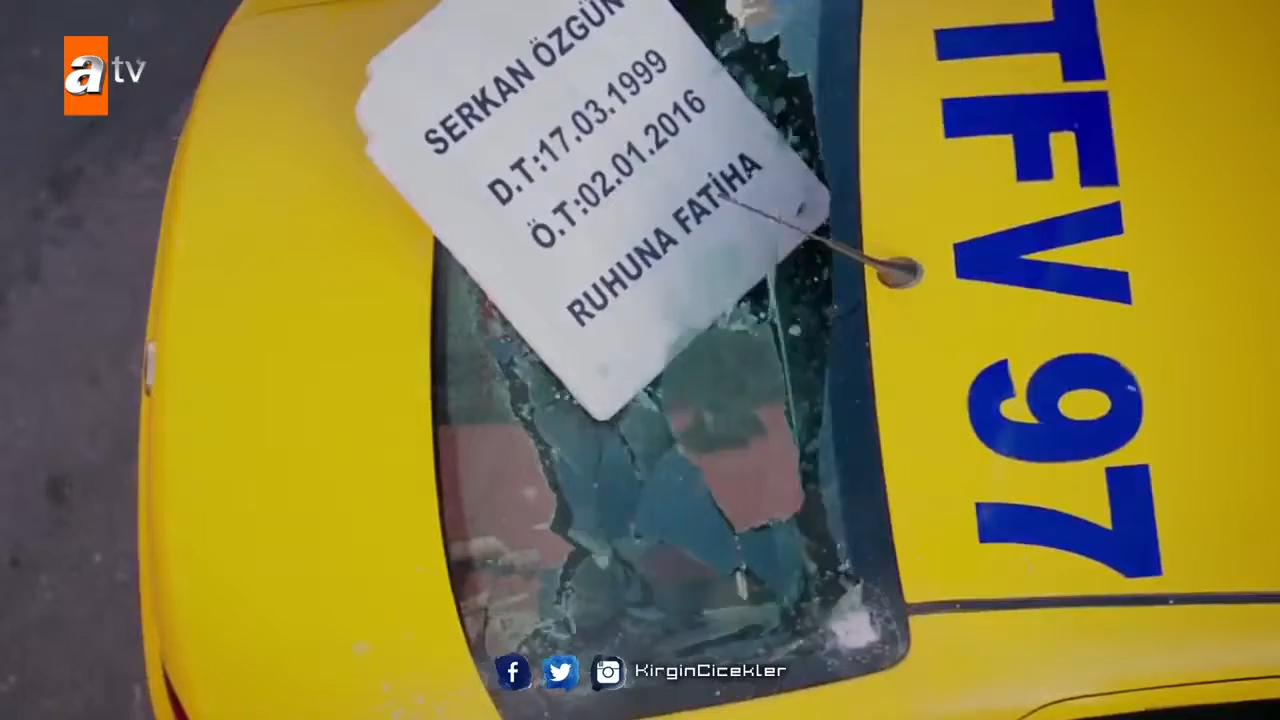 atv
SERKAN ÖZGÜN
D.T:17.03.1999
Ö.T:02.01.2016
RUHUNA FATİHA
TFV 97
KirginCicekler